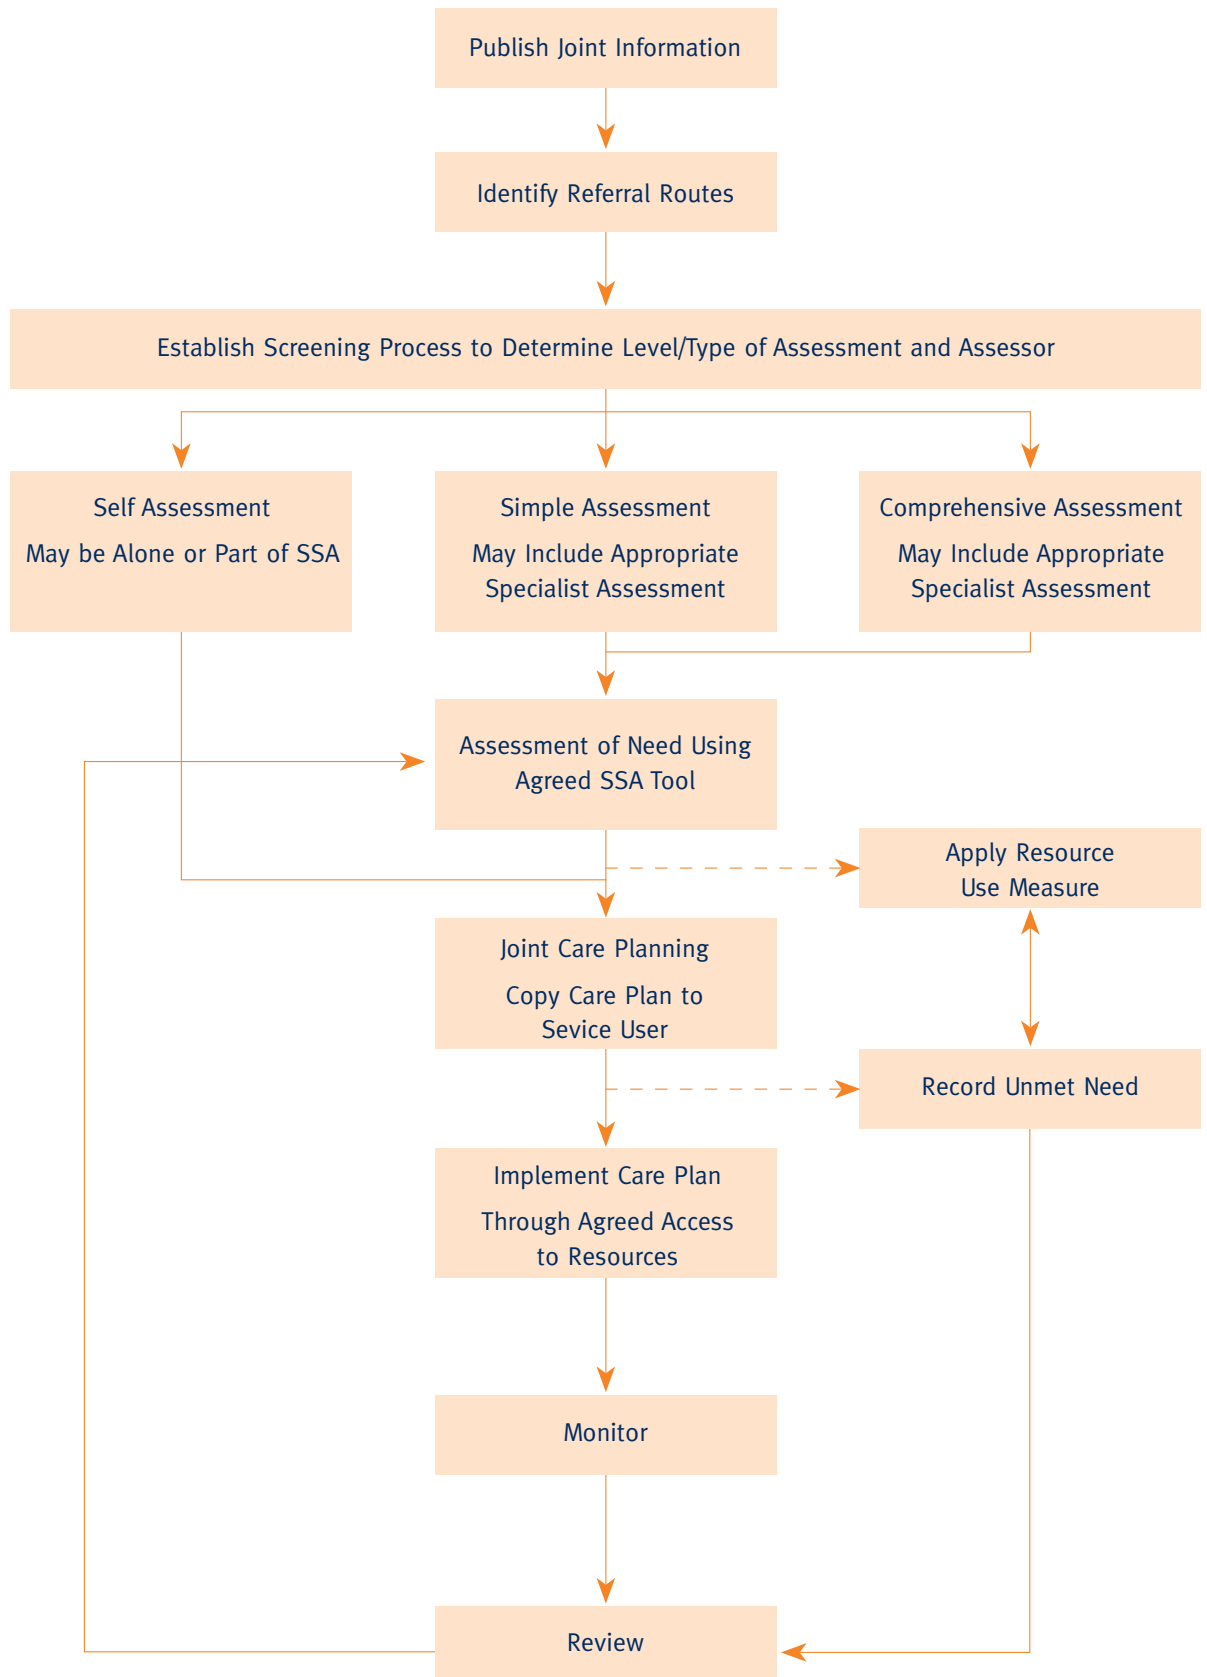 Publish Joint Information
Identify Referral Routes
Establish Screening Process to Determine Level/Type of Assessment and Assessor
Self Assessment
May be Alone or Part of SSA
Simple Assessment
May Include Appropriate
Specialist Assessment
Comprehensive Assessment
May Include Appropriate
Specialist Assessment
Assessment of Need Using
Agreed SSA Tool
Apply Resource
Use Measure
Joint Care Planning
Copy Care Plan to
Sevice User
Record Unmet Need
Implement Care Plan
Through Agreed Access
to Resources
Monitor
Review